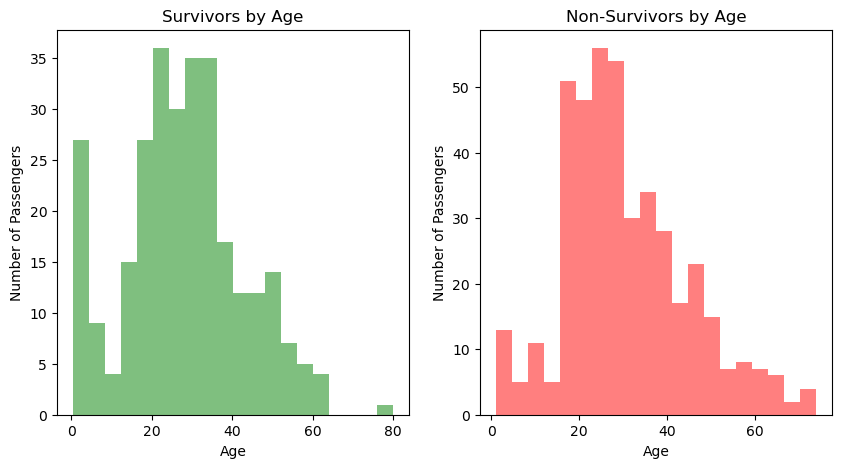 Survivors by Age
Number of Passengers
35
30
25
20
15
10
5
0
0 20 40 60 80
Age
Non-Survivors by Age
Number of Passengers
50
40
30
20
10
0
0 20 40 60
Age